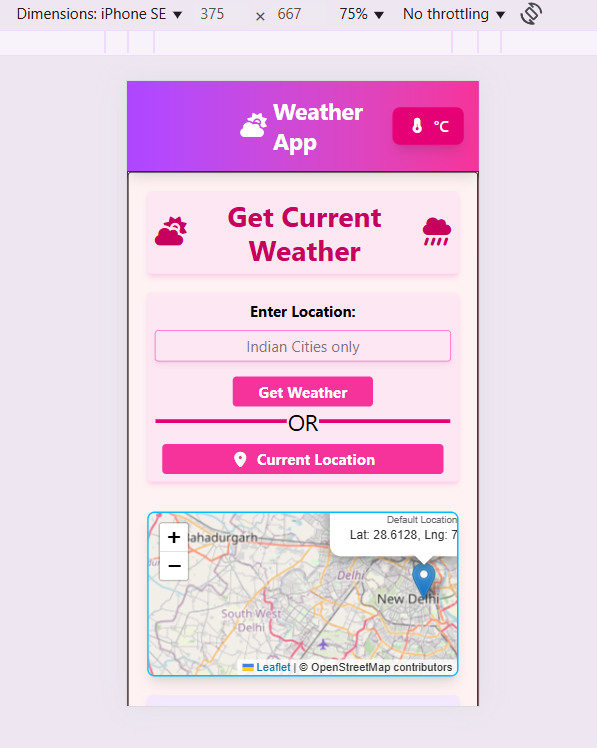 Dimensions: iPhone SE ▼ 375 × 667 75% ▼ No throttling ▼
Weather
App
°C
Get Current
Weather
Enter Location:
Indian Cities only
Get Weather
OR
Current Location
Default Location
Lat: 28.6128, Lng: 7
+
−
Bahadurgarh
Delhi
New Delhi
South West
Delhi
Leaflet | © OpenStreetMap contributors